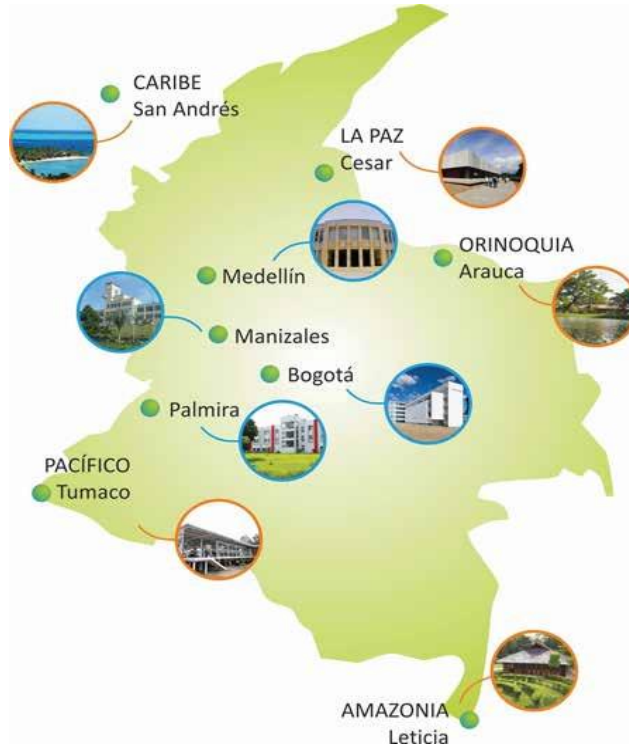 CARIBE
San Andrés
LA PAZ
Cesar
ORINOQUIA
Arauca
Medellín
Manizales
Bogotá
Palmira
PACÍFICO
Tumaco
AMAZONIA
Leticia